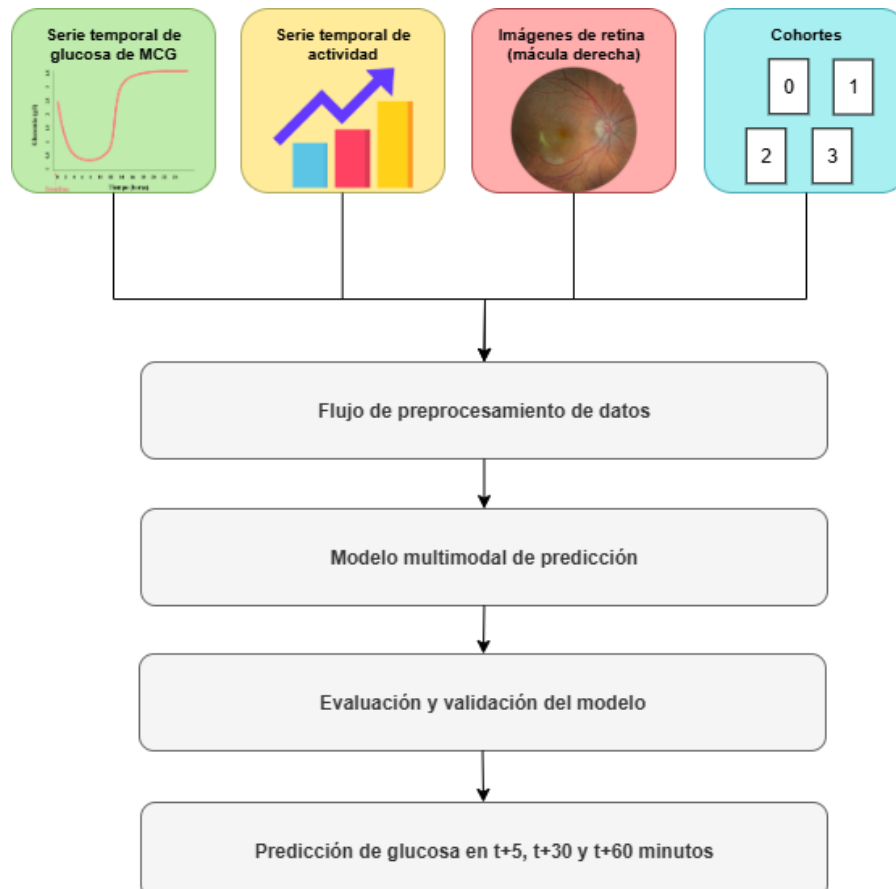 Serie temporal de
glucosa de MCG
Serie temporal de
actividad
Imágenes de retina
(mácula derecha)
Cohortes
0
1
2
3
Tiempo (horas)
Flujo de preprocesamiento de datos
Modelo multimodal de predicción
Evaluación y validación del modelo
Predicción de glucosa en t+5, t+30 y t+60 minutos